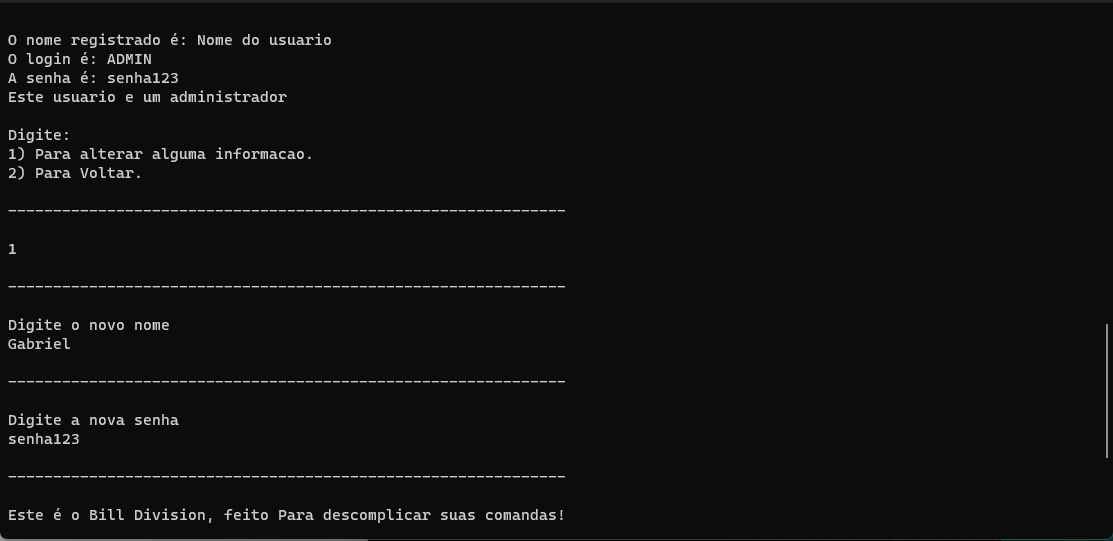 O nome registrado é: Nome do usuario
O login é: ADMIN
A senha é: senha123
Este usuario e um administrador
Digite:
1) Para alterar alguma informacao.
2) Para Voltar.
--------------------------------------------------------------
1
--------------------------------------------------------------
Digite o novo nome
Gabriel
--------------------------------------------------------------
Digite a nova senha
senha123
--------------------------------------------------------------
Este é o Bill Division, feito Para descomplicar suas comandas!